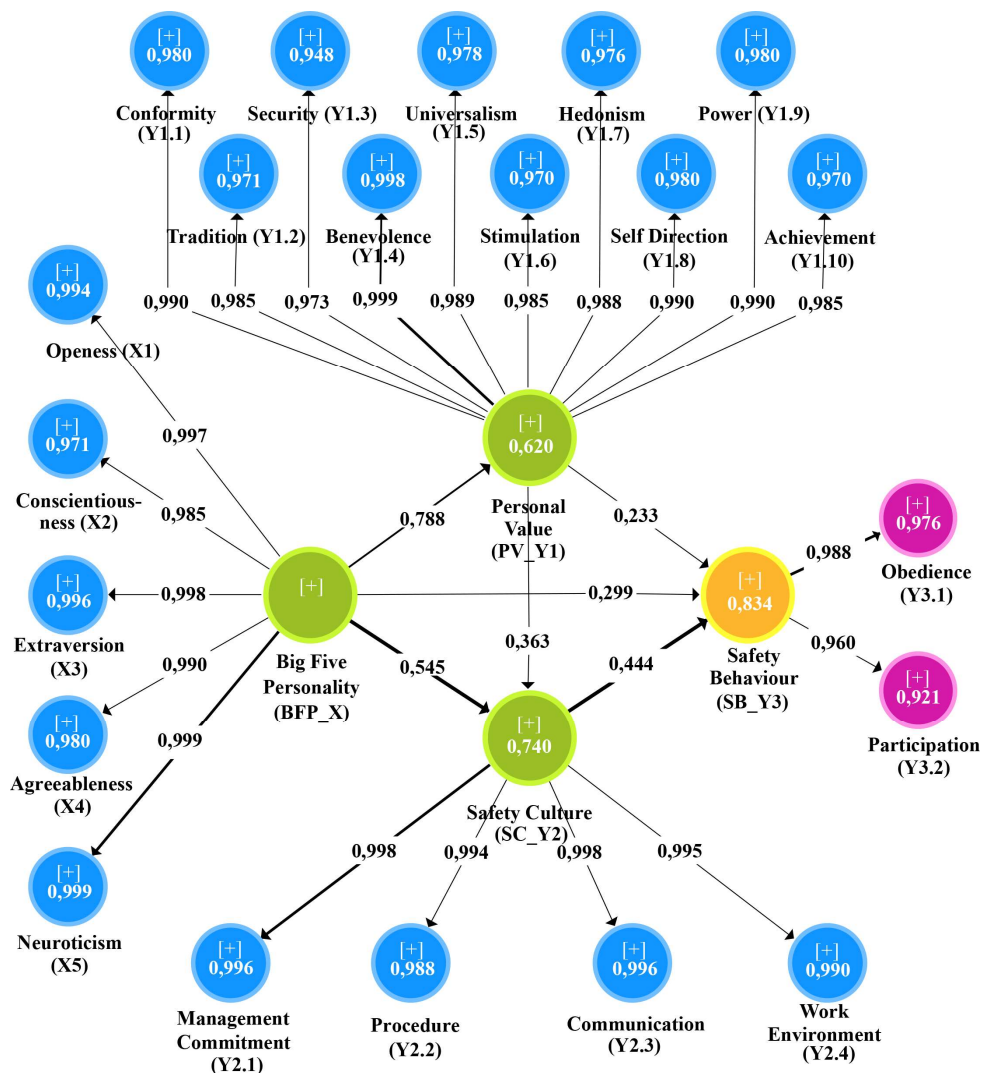 [+]
0,980
[+]
0,948
[+]
0,978
[+]
0,976
[+]
0,980
Conformity
(Y1.1)
Security (Y1.3)
Universalism
(Y1.5)
Hedonism
(Y1.7)
Power (Y1.9)
[+]
0,971
[+]
0,998
[+]
0,970
[+]
0,980
[+]
0,970
Tradition (Y1.2)
Benevolence
(Y1.4)
Stimulation
(Y1.6)
Self Direction
(Y1.8)
Achievement
(Y1.10)
0,990
0,985
0,973
0,999
0,989
0,985
0,988
0,990
0,990
0,985
[+]
0,994
Openess (X1)
0,997
[+]
0,971
Conscientious-
ness (X2)
0,985
[+]
0,620
Personal
Value
(PV_Y1)
0,788
0,233
[+]
0,976
Obedience
(Y3.1)
0,988
[+]
0,996
Extraversion
(X3)
0,998
[+]
Big Five
Personality
(BFP_X)
0,299
[+]
0,834
Safety
Behaviour
(SB_Y3)
0,960
[+]
0,921
Participation
(Y3.2)
0,990
0,545
0,363
0,444
[+]
0,980
Agreeableness
(X4)
0,999
[+]
0,740
Safety Culture
(SC_Y2)
[+]
0,999
Neuroticism
(X5)
0,998
0,994
0,998
0,995
[+]
0,996
Management
Commitment
(Y2.1)
[+]
0,988
Procedure
(Y2.2)
[+]
0,996
Communication
(Y2.3)
[+]
0,990
Work
Environment
(Y2.4)